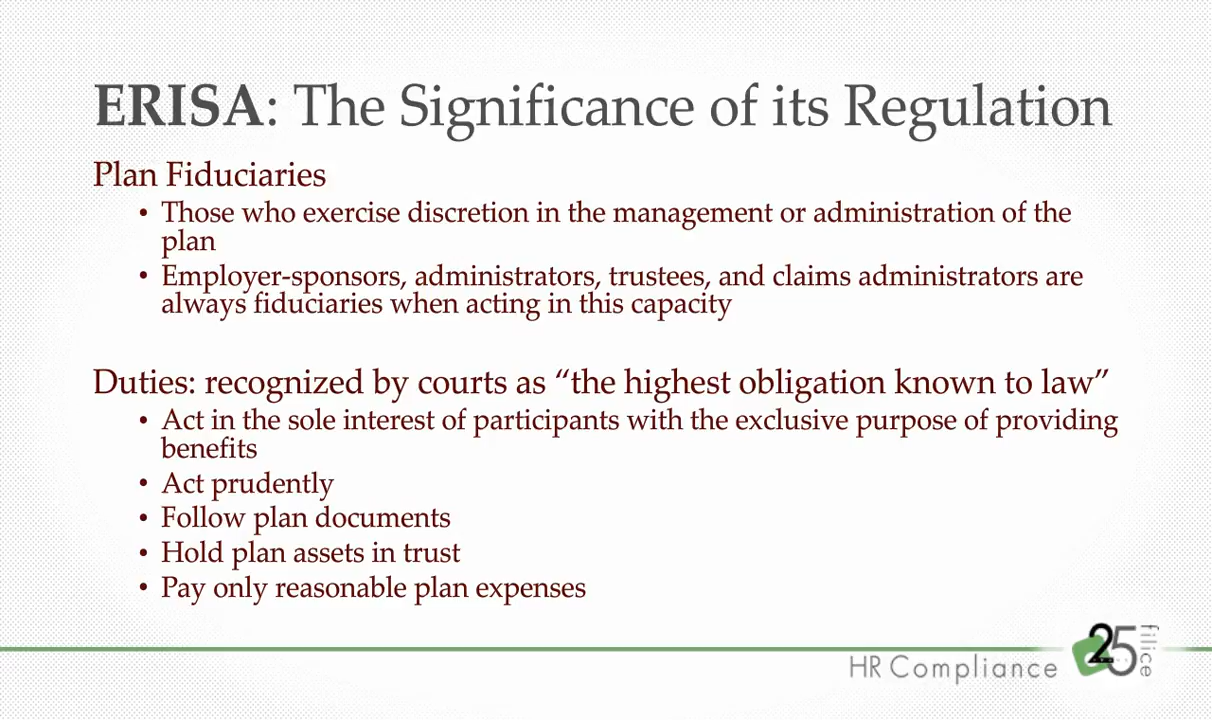 ERISA: The Significance of its Regulation
Plan Fiduciaries
• Those who exercise discretion in the management or administration of the
plan
• Employer-sponsors, administrators, trustees, and claims administrators are
always fiduciaries when acting in this capacity
Duties: recognized by courts as “the highest obligation known to law”
• Act in the sole interest of participants with the exclusive purpose of providing
benefits
• Act prudently
• Follow plan documents
• Hold plan assets in trust
• Pay only reasonable plan expenses
HR Compliance
25
filice